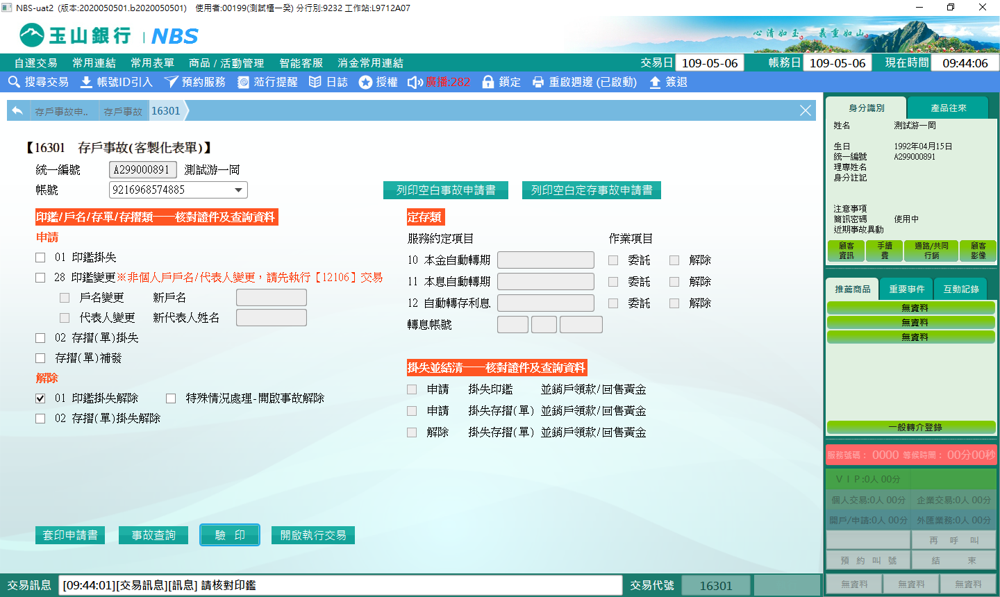 NBS-uat2 (版本:2020050501.b2020050501) 使用者:00199(測試櫃一癸) 分行別:9232 工作站:L9712A07
玉山銀行 NBS
心清如玉。義重如山。
自選交易 常用連結 常用表單 商品 / 活動管理 智能客服 消金常用連結 交易日 109-05-06 帳務日 109-05-06 現在時間 09:44:06
搜尋交易 帳號ID引入 預約服務 蒞行提醒 日誌 授權 廣播:282 鎖定 重啟週邊 (已啟動) 簽退
存戶事故申.. 存戶事故 16301
【16301 存戶事故(客製化表單)】
統一編號 A299000891 測試游一岡
帳號 9216968574885
列印空白事故申請書 列印空白定存事故申請書
印鑑/戶名/存單/存摺類──核對證件及查詢資料
申請
01 印鑑掛失
28 印鑑變更※非個人戶戶名/代表人變更，請先執行【12106】交易
戶名變更 新戶名
代表人變更 新代表人姓名
02 存摺(單)掛失
存摺(單)補發
解除
01 印鑑掛失解除 特殊情況處理-開啟事故解除
02 存摺(單)掛失解除
定存類
服務約定項目 作業項目
10 本金自動轉期 委託 解除
11 本息自動轉期 委託 解除
12 自動轉存利息 委託 解除
轉息帳號
掛失並結清──核對證件及查詢資料
申請 掛失印鑑 並銷戶領款/回售黃金
申請 掛失存摺(單) 並銷戶領款/回售黃金
解除 掛失存摺(單) 並銷戶領款/回售黃金
套印申請書 事故查詢 驗 印 開啟執行交易
交易訊息 [09:44:01][交易訊息][訊息] 請核對印鑑 交易代號 16301
身分識別 產品往來
姓名 測試游一岡
生日 1992年04月15日
統一編號 A299000891
理專姓名
身分註記
注意事項
簡訊密碼 使用中
近期事故異動
顧客資訊 手續費 通路/共同行銷 顧客影像
推薦商品 重要事件 互動記錄
無資料
無資料
無資料
一般轉介登錄
服務號碼： 0000 等候時間： 00分00秒
ＶＩＰ:0人 00分
個人交易:0人 00分 企業交易:0人 00分
開戶/申請:0人 00分 外匯業務:0人 00分
再 呼 叫
預 約 叫 號 結 束
無資料 無資料 無資料